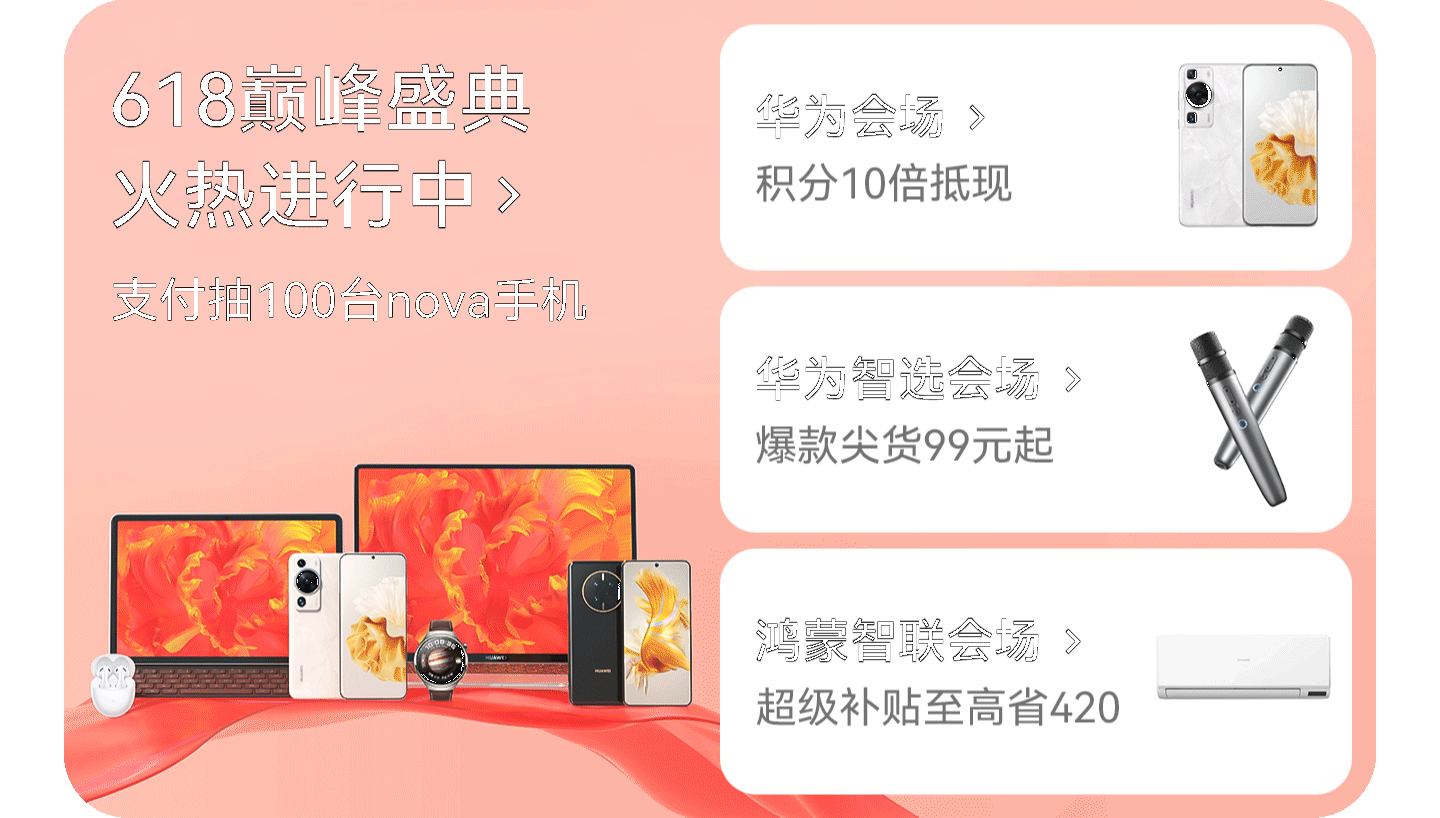 618巅峰盛典
火热进行中 >
支付抽100台nova手机
华为会场 >
积分10倍抵现
华为智选会场 >
爆款尖货99元起
鸿蒙智联会场 >
超级补贴至高省420
HUAWEI